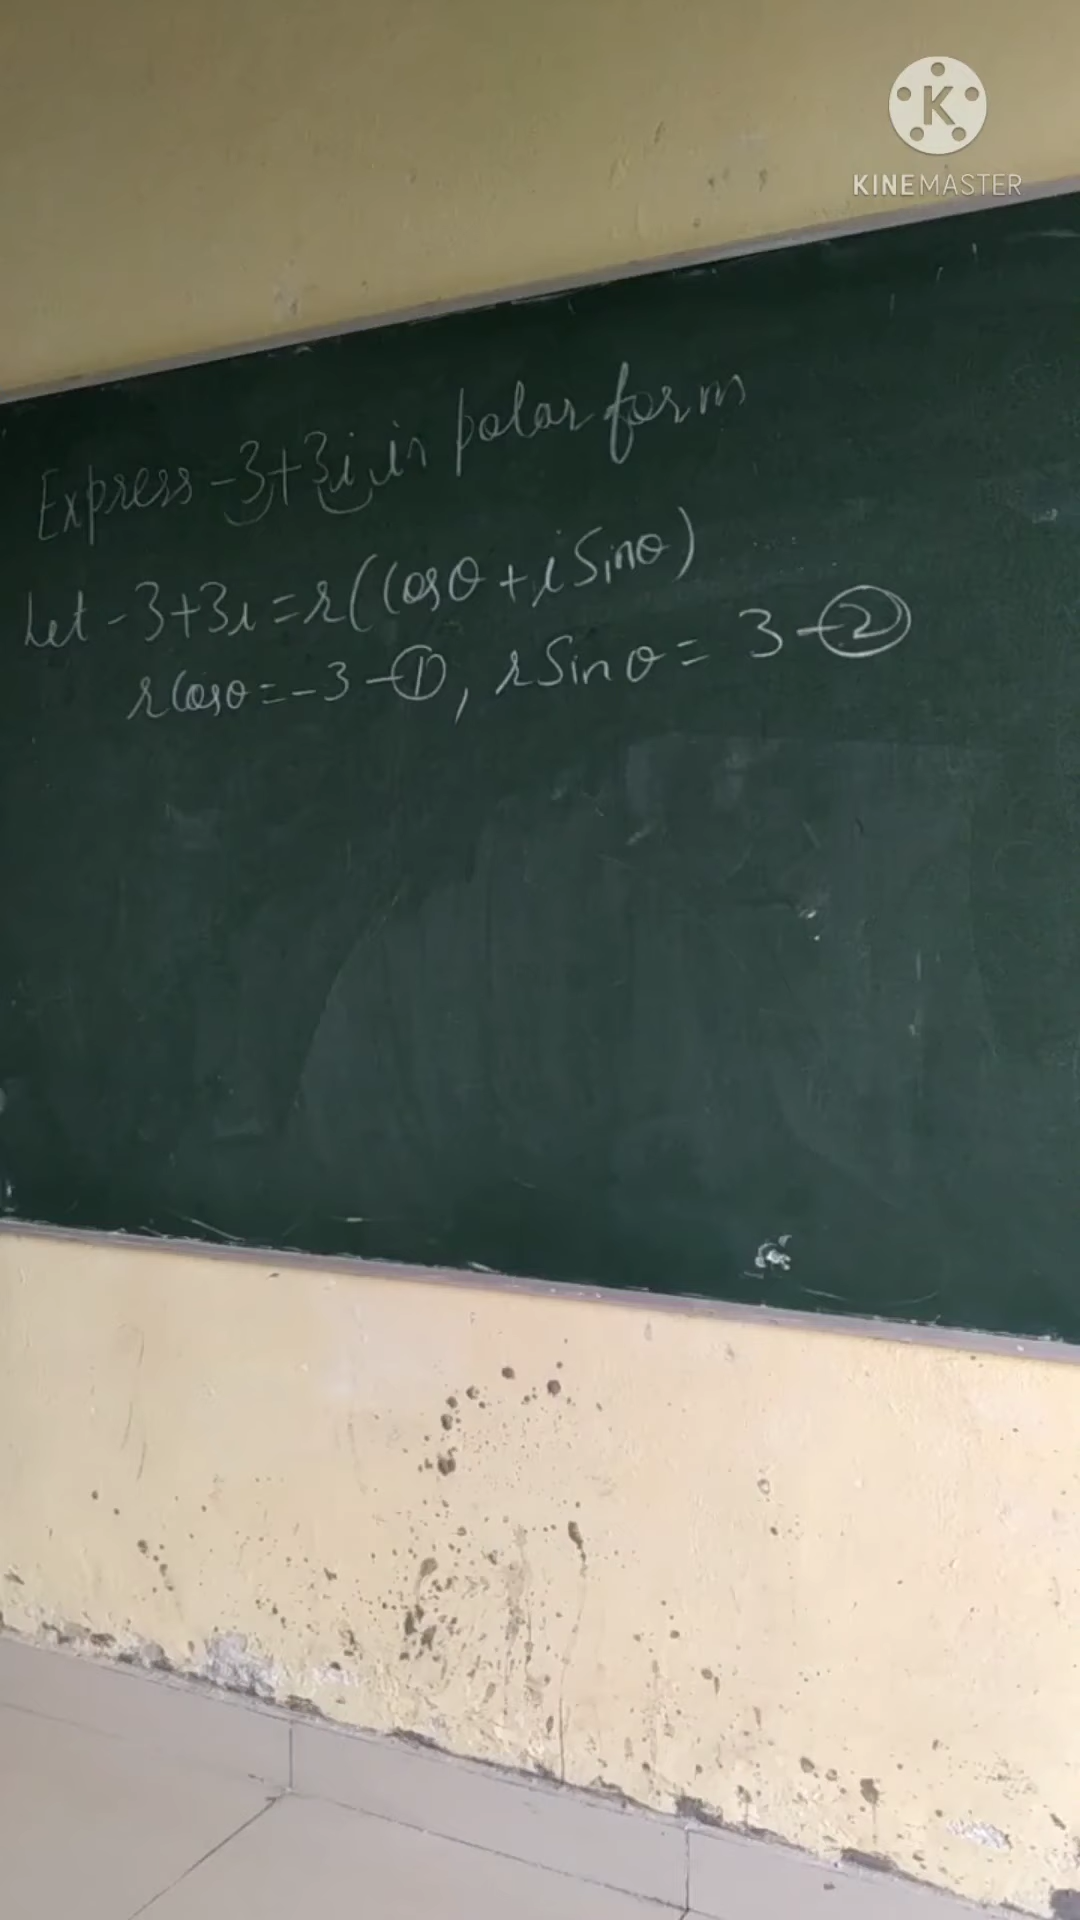 K
KINEMASTER
Express -3+3i in polar form
Let -3+3i = r(Cosθ + i Sinθ)
rCosθ = -3 -①, rSinθ = 3 -②